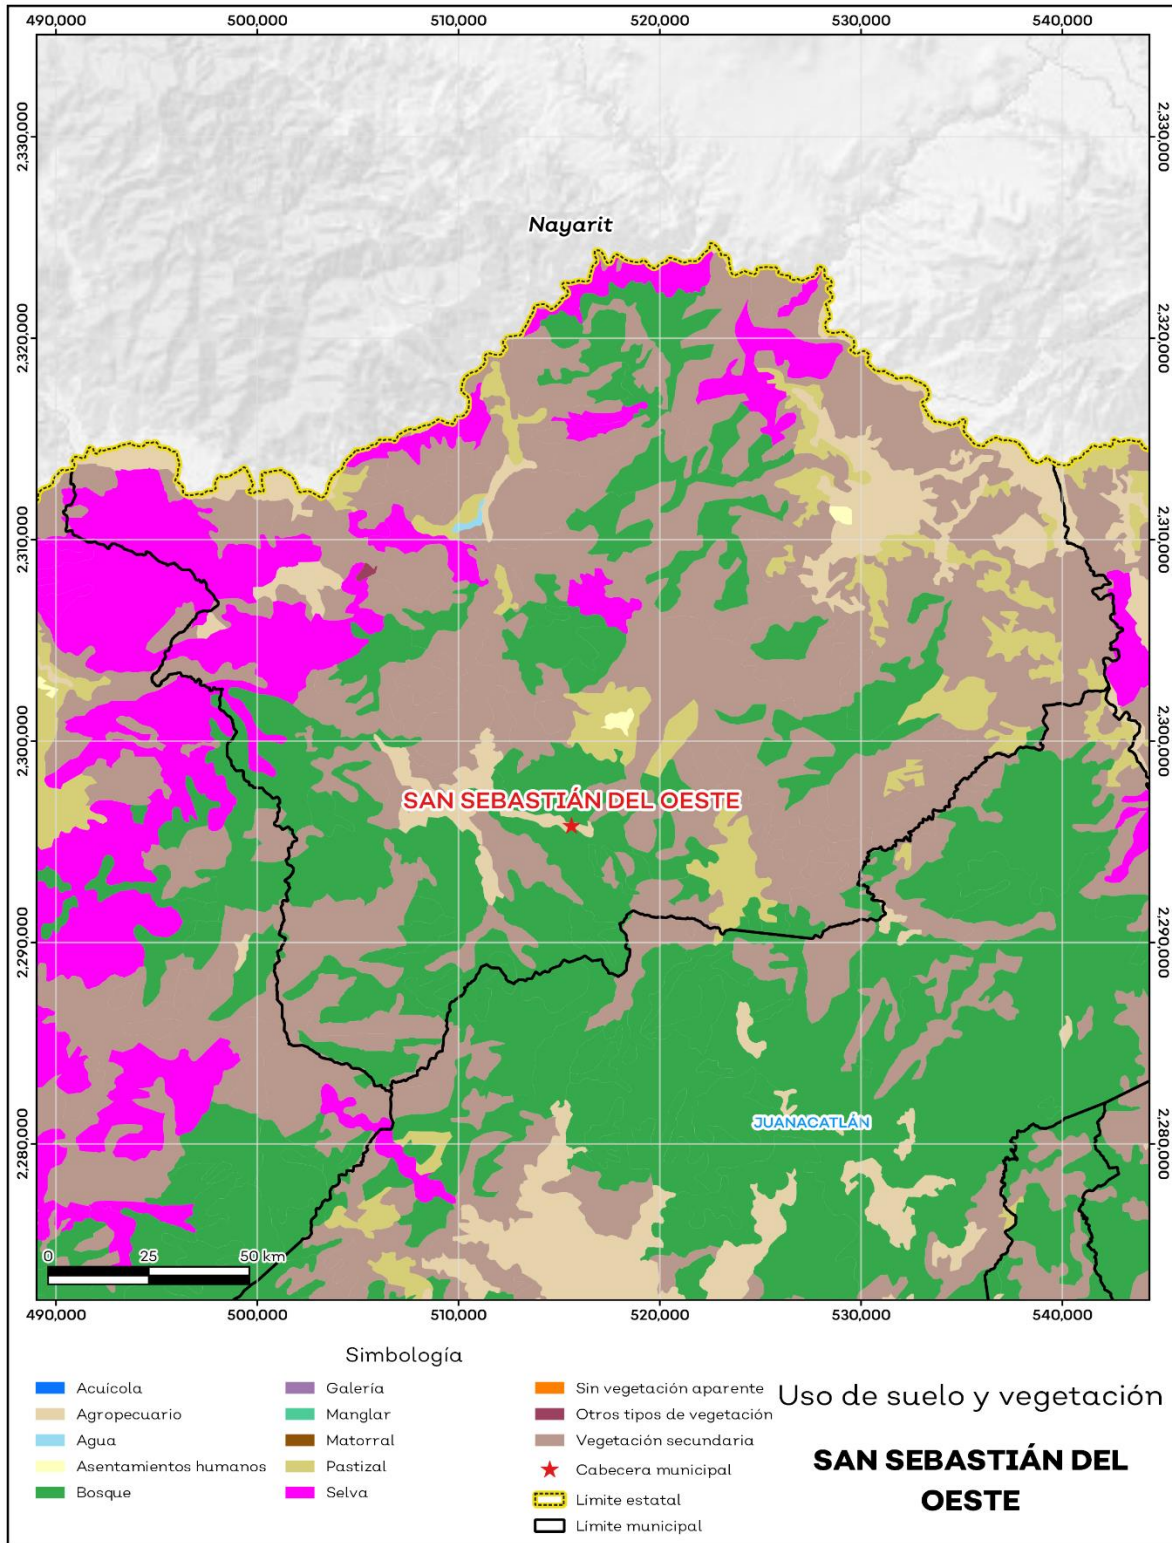 490,000 500,000 510,000 520,000 530,000 540,000
2,330,000 2,330,000
Nayarit
2,320,000 2,320,000
2,310,000 2,310,000
2,300,000 2,300,000
SAN SEBASTIÁN DEL OESTE
2,290,000 2,290,000
JUANACATLÁN
2,280,000 2,280,000
0 25 50 km
490,000 500,000 510,000 520,000 530,000 540,000
Simbología
Acuícola
Agropecuario
Agua
Asentamientos humanos
Bosque
Galería
Manglar
Matorral
Pastizal
Selva
Sin vegetación aparente
Otros tipos de vegetación
Vegetación secundaria
Cabecera municipal
Límite estatal
Límite municipal
Uso de suelo y vegetación
SAN SEBASTIÁN DEL
OESTE